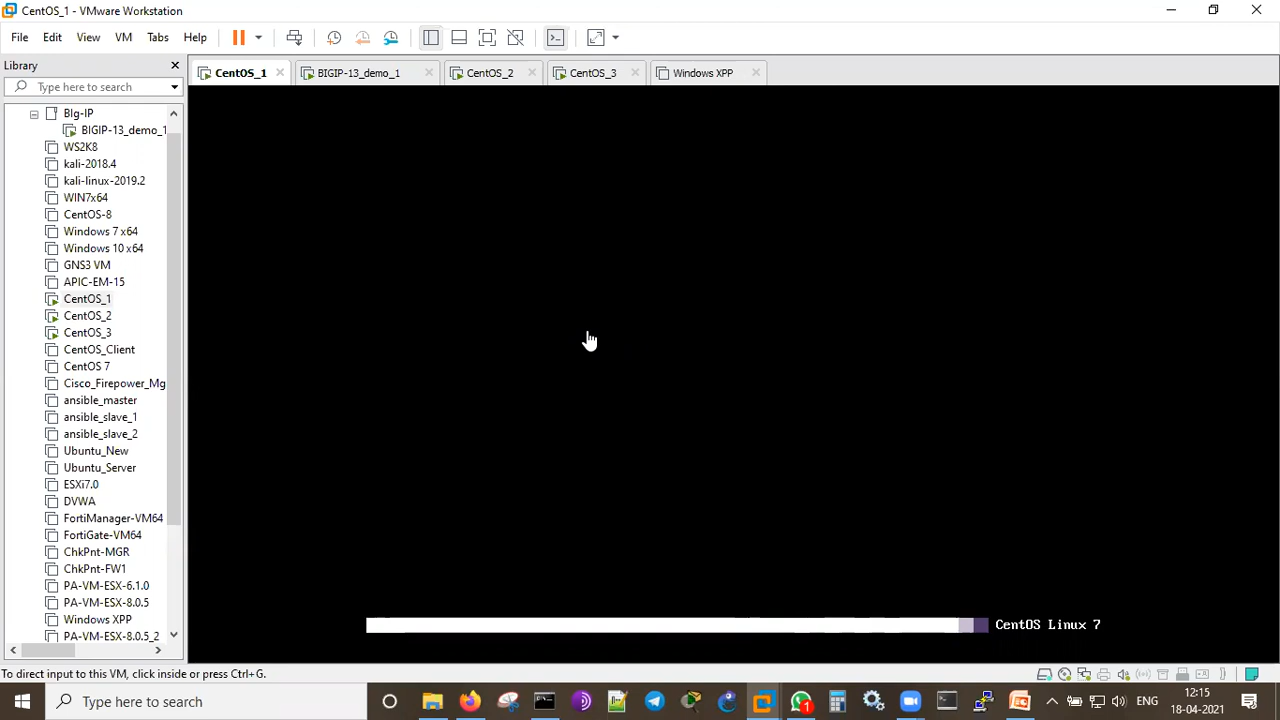 CentOS_1 - VMware Workstation
File Edit View VM Tabs Help
Library
Type here to search
CentOS_1 BIGIP-13_demo_1 CentOS_2 CentOS_3 Windows XPP
BIg-IP
BIGIP-13_demo_1
WS2K8
kali-2018.4
kali-linux-2019.2
WIN7x64
CentOS-8
Windows 7 x64
Windows 10 x64
GNS3 VM
APIC-EM-15
CentOS_1
CentOS_2
CentOS_3
CentOS_Client
CentOS 7
Cisco_Firepower_Mg
ansible_master
ansible_slave_1
ansible_slave_2
Ubuntu_New
Ubuntu_Server
ESXi7.0
DVWA
FortiManager-VM64
FortiGate-VM64
ChkPnt-MGR
ChkPnt-FW1
PA-VM-ESX-6.1.0
PA-VM-ESX-8.0.5
Windows XPP
PA-VM-ESX-8.0.5_2
CentOS Linux 7
To direct input to this VM, click inside or press Ctrl+G.
Type here to search
1
ENG
12:15
18-04-2021